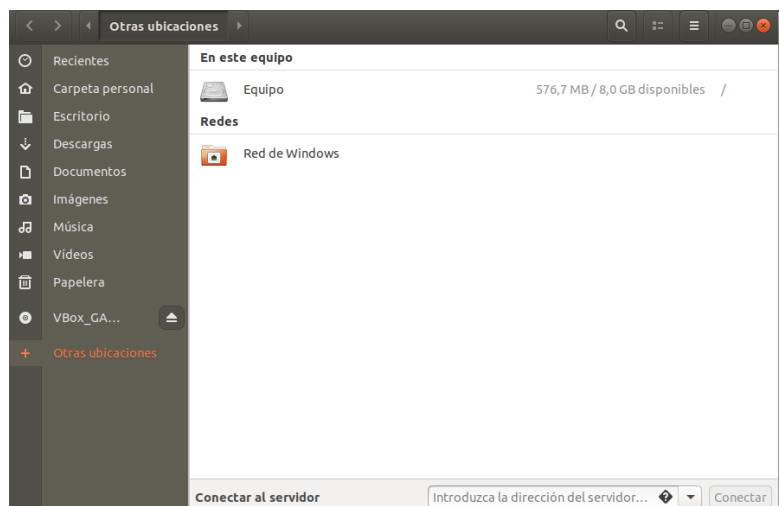 Otras ubicaciones
Recientes
Carpeta personal
Escritorio
Descargas
Documentos
Imágenes
Música
Vídeos
Papelera
VBox_GA...
Otras ubicaciones
En este equipo
Equipo 576,7 MB / 8,0 GB disponibles /
Redes
Red de Windows
Conectar al servidor Introduzca la dirección del servidor... Conectar